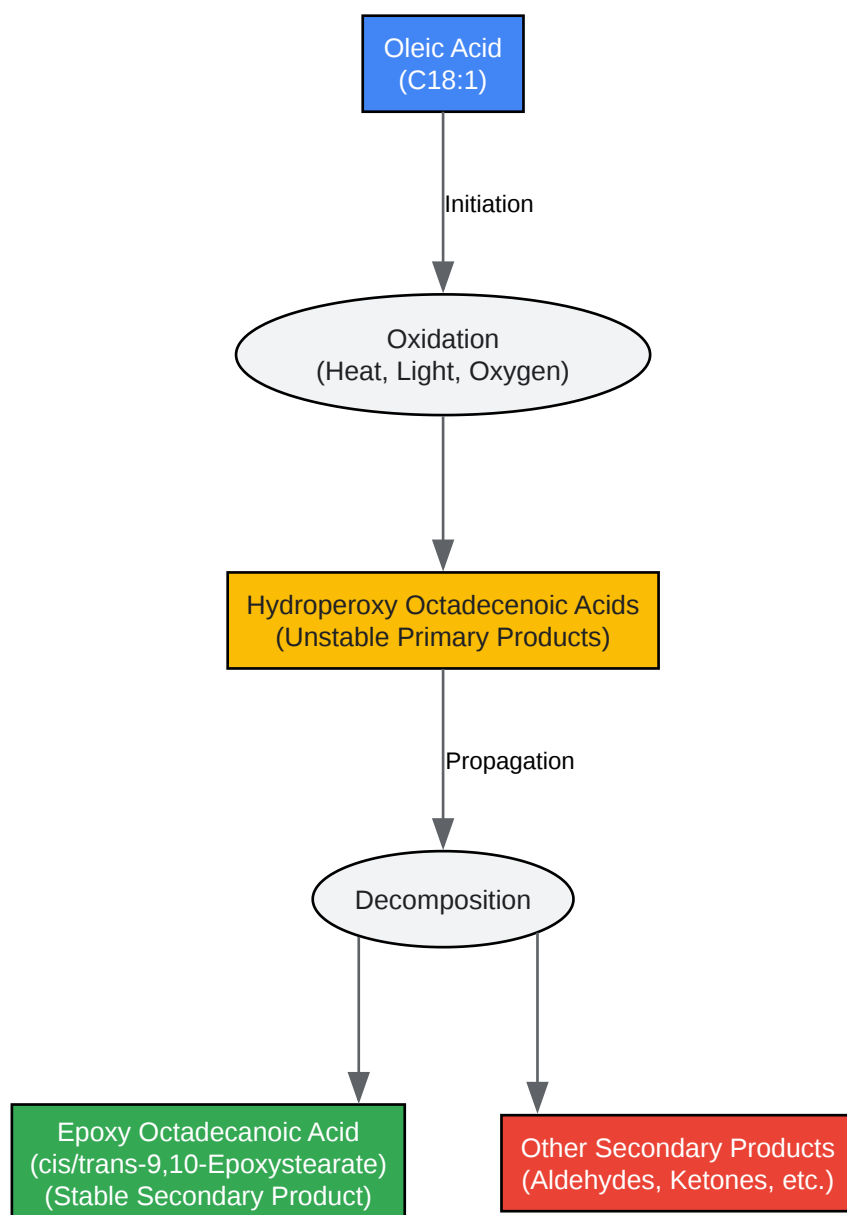 Oleic Acid
(C18:1)
Initiation
Oxidation
(Heat, Light, Oxygen)
Hydroperoxy Octadecenoic Acids
(Unstable Primary Products)
Propagation
Decomposition
Epoxy Octadecanoic Acid
(cis/trans-9,10-Epoxystearate)
(Stable Secondary Product)
Other Secondary Products
(Aldehydes, Ketones, etc.)